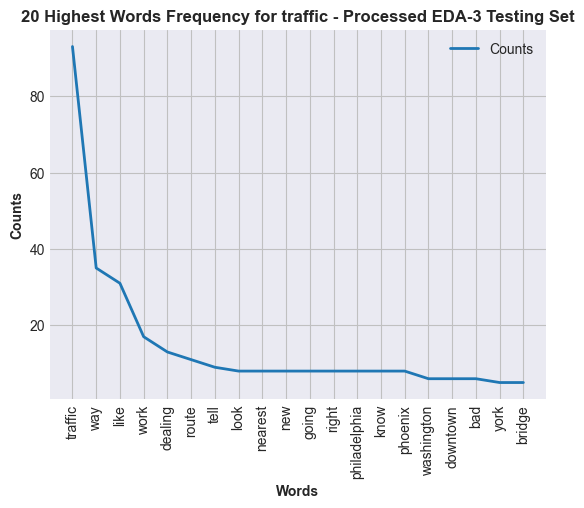 20 Highest Words Frequency for traffic - Processed EDA-3 Testing Set
Counts
80
60
40
20
Counts
traffic
way
like
work
dealing
route
tell
look
nearest
new
going
right
philadelphia
know
phoenix
washington
downtown
bad
york
bridge
Words